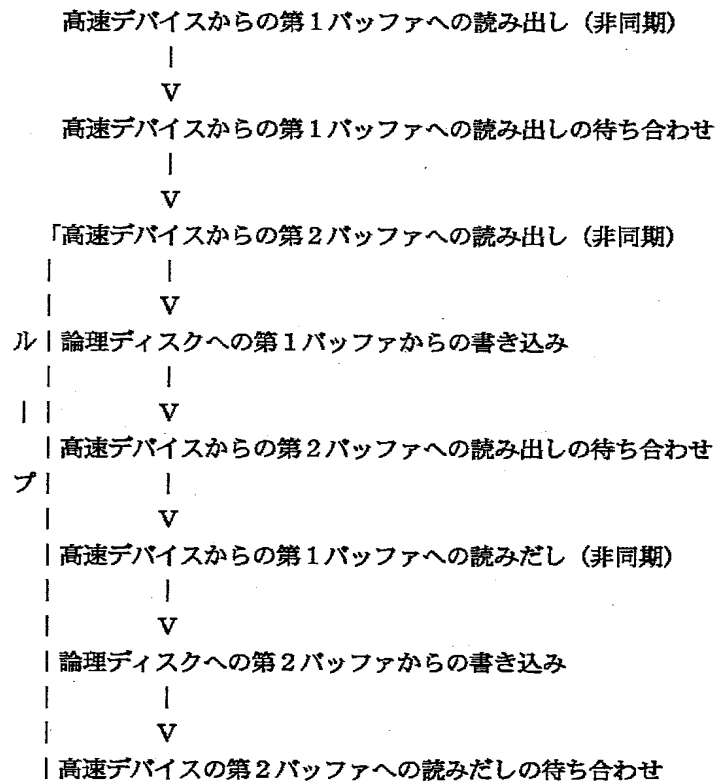 高速デバイスからの第1バッファへの読み出し（非同期）
|
V
高速デバイスからの第1バッファへの読み出しの待ち合わせ
|
V
「高速デバイスからの第2バッファへの読み出し（非同期）
| |
| V
ル | 論理ディスクへの第1バッファからの書き込み
| |
| | V
| 高速デバイスからの第2バッファへの読み出しの待ち合わせ
プ | |
| V
| 高速デバイスからの第1バッファへの読みだし（非同期）
| |
| V
| 論理ディスクへの第2バッファからの書き込み
| |
| V
| 高速デバイスの第2バッファへの読みだしの待ち合わせ